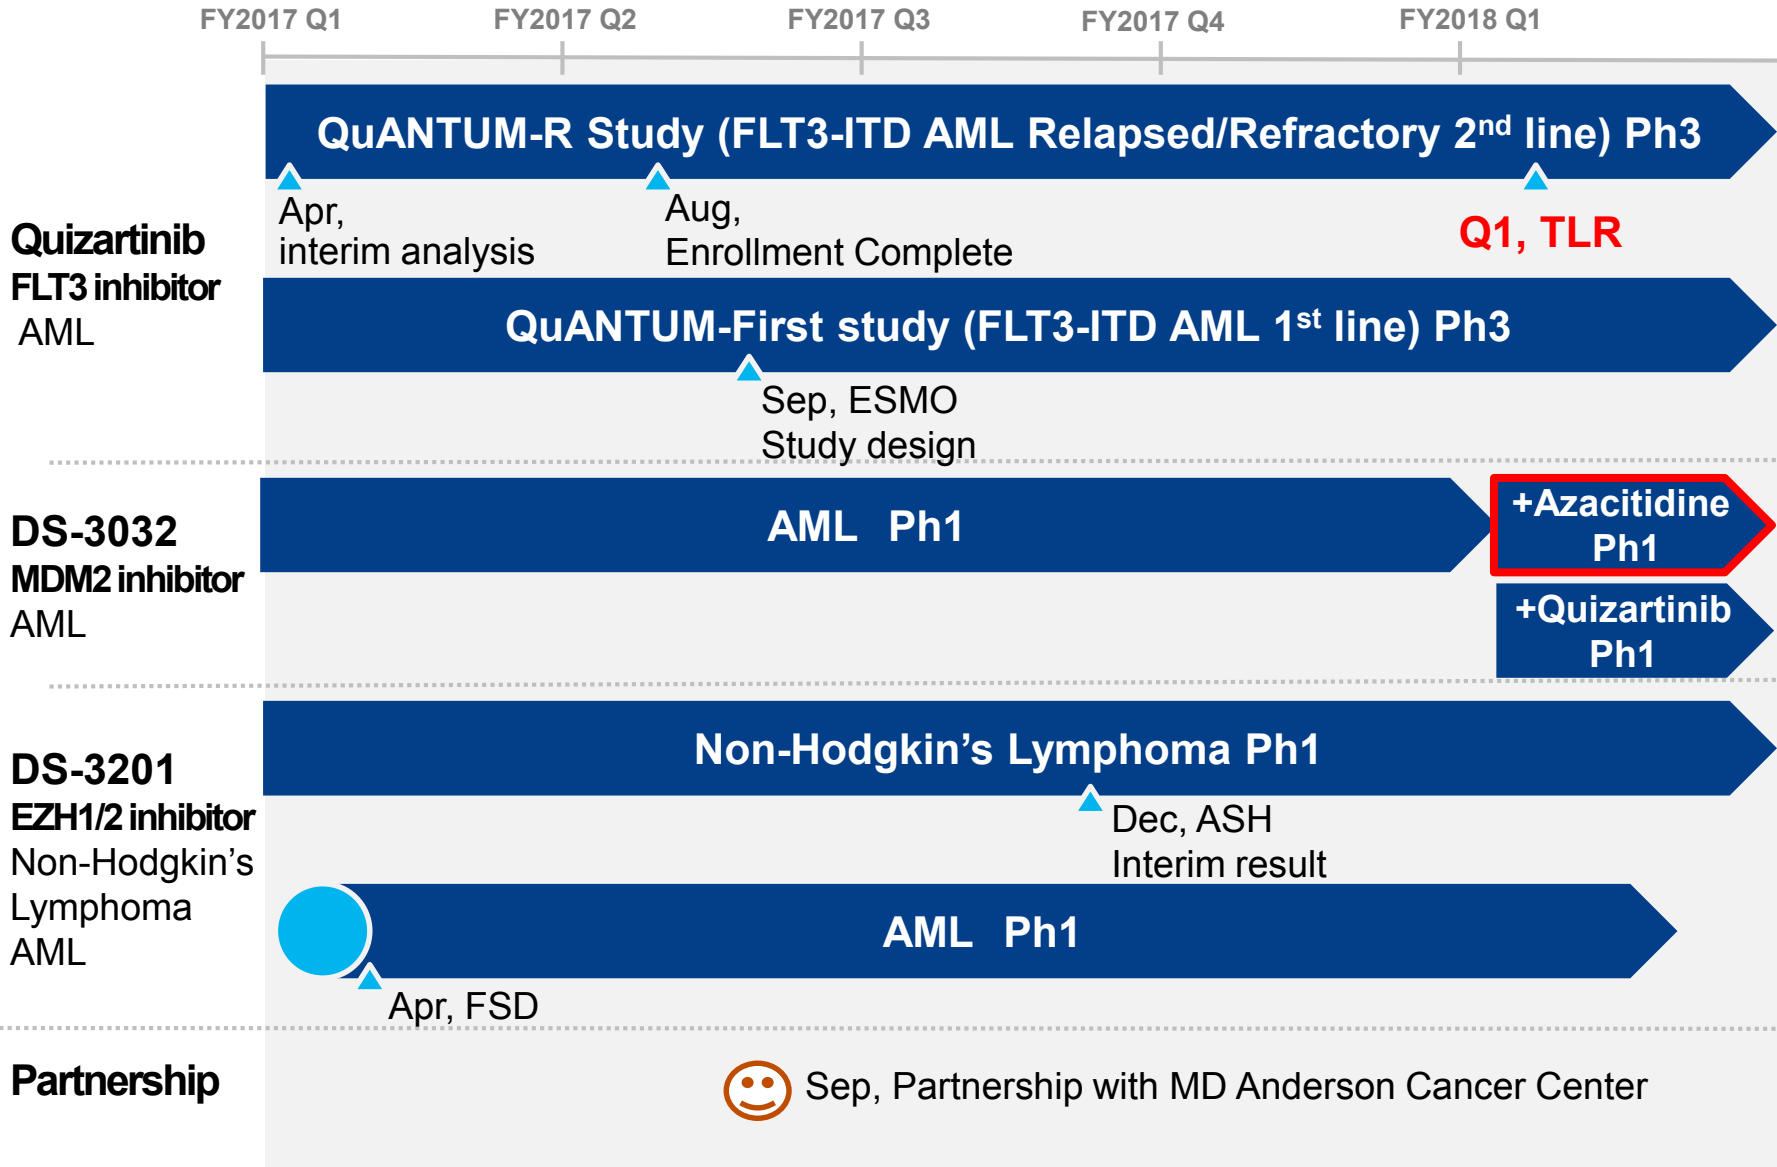 FY2017 Q1
FY2017 Q2
FY2017 Q3
FY2017 Q4
FY2018 Q1
QuANTUM-R Study (FLT3-ITD AML Relapsed/Refractory 2nd line) Ph3
Apr,
interim analysis
Aug,
Enrollment Complete
Q1, TLR
Quizartinib
FLT3 inhibitor
AML
QuANTUM-First study (FLT3-ITD AML 1st line) Ph3
Sep, ESMO
Study design
DS-3032
MDM2 inhibitor
AML
AML Ph1
+Azacitidine
Ph1
+Quizartinib
Ph1
DS-3201
EZH1/2 inhibitor
Non-Hodgkin’s
Lymphoma
AML
Non-Hodgkin’s Lymphoma Ph1
Dec, ASH
Interim result
AML Ph1
Apr, FSD
Partnership
Sep, Partnership with MD Anderson Cancer Center